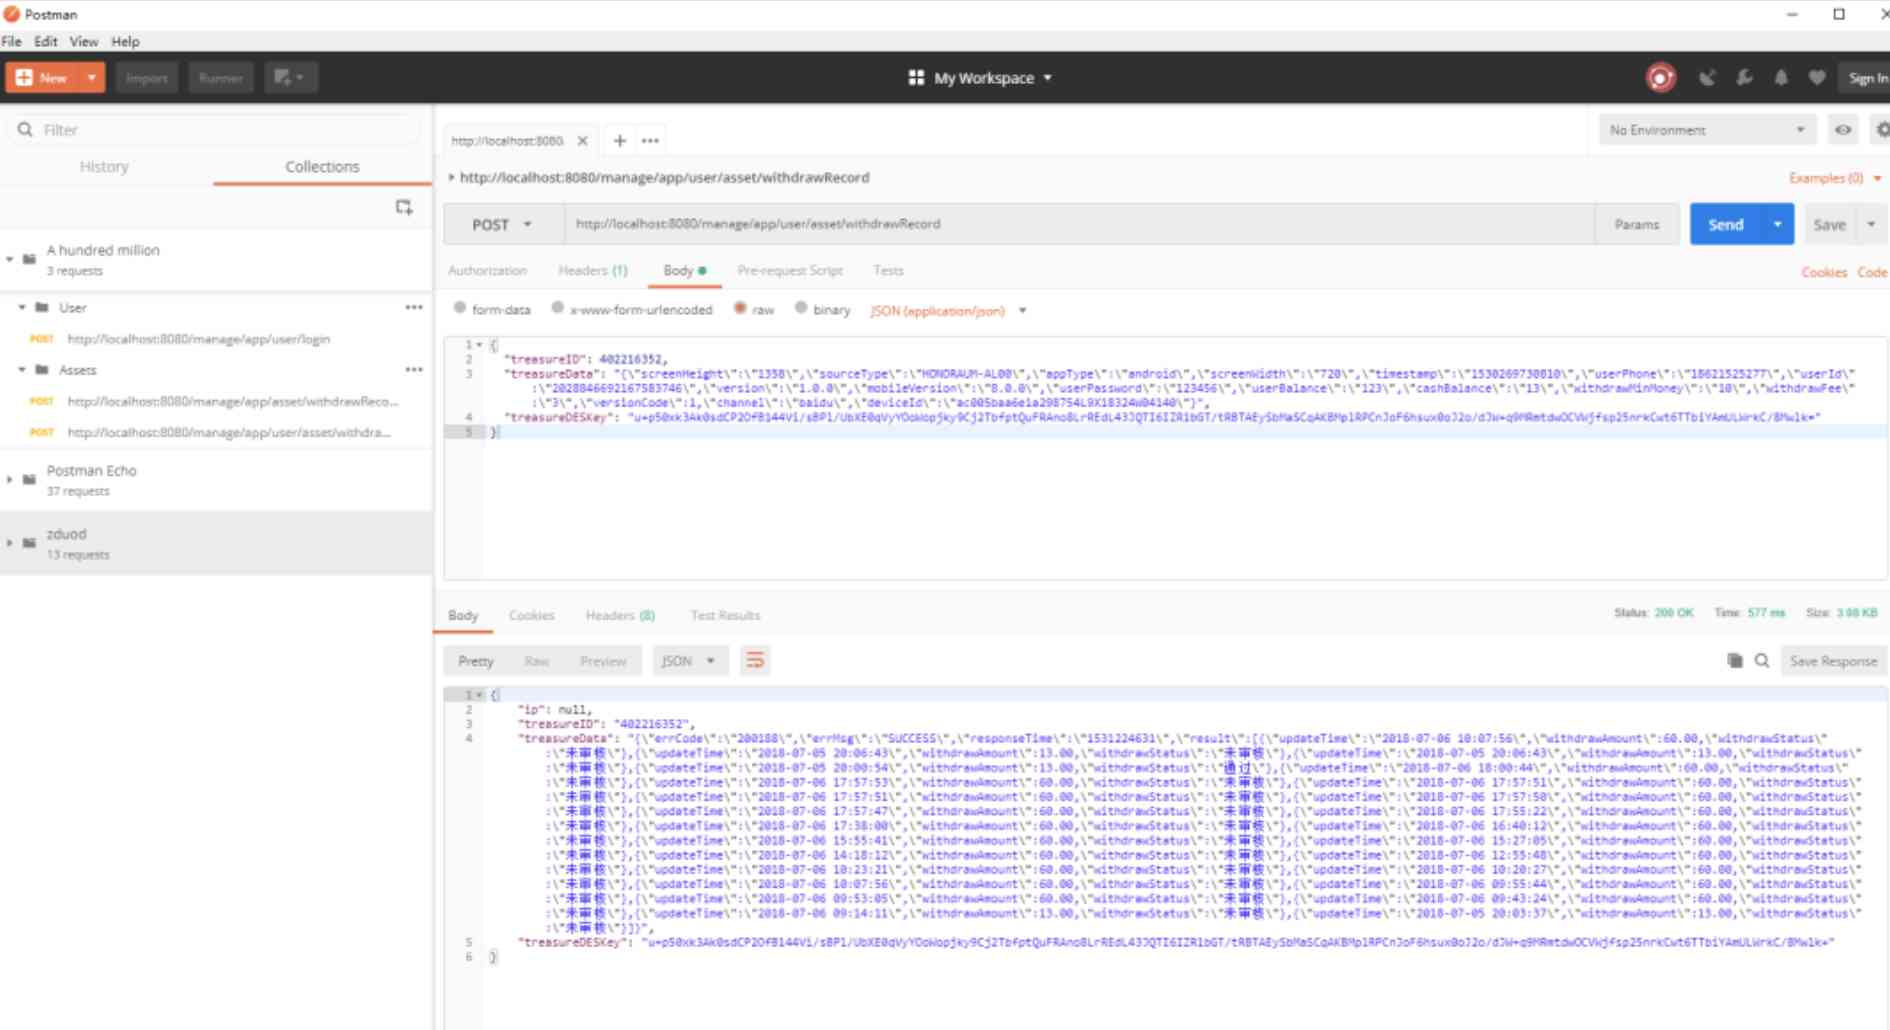 Postman
File Edit View Help
New Import Runner My Workspace Sign In
Filter
History Collections
A hundred million
3 requests
User
POST http://localhost:8080/manage/app/user/login
Assets
POST http://localhost:8080/manage/app/asset/withdrawReco...
POST http://localhost:8080/manage/app/user/asset/withdra...
Postman Echo
37 requests
zduod
13 requests
http://localhost:8080
No Environment
http://localhost:8080/manage/app/user/asset/withdrawRecord
Examples (0)
POST http://localhost:8080/manage/app/user/asset/withdrawRecord Params Send Save
Authorization Headers (1) Body Pre-request Script Tests Cookies Code
form-data x-www-form-urlencoded raw binary JSON (application/json)
1 {
2 "treasureID": 402216352,
3 "treasureData": "{\"screenHeight\":\"1358\",\"sourceType\":\"HONORAUM-AL00\",\"appType\":\"android\",\"screenWidth\":\"720\",\"timestamp\":\"1530269730810\",\"userPhone\":\"18621525277\",\"userId\"
:\"2028846692167583746\",\"version\":\"1.0.0\",\"mobileVersion\":\"8.0.0\",\"userPassword\":\"123456\",\"userBalance\":\"123\",\"cashBalance\":\"13\",\"withdrawMinMoney\":\"10\",\"withdrawFee\"
:\"3\",\"versionCode\":1,\"channel\":\"baidu\",\"deviceId\":\"ac005baa6e1a298754L9X18324W04140\"}",
4 "treasureDESKey":
5 }
Body Cookies Headers (8) Test Results Status: 200 OK Time: 577 ms Size: 3.98 KB
Pretty Raw Preview JSON Save Response
1 {
2 "ip": null,
3 "treasureID": "402216352",
4 "treasureData": "{\"errCode\":\"200188\",\"errMsg\":\"SUCCESS\",\"responseTime\":\"1531224631\",\"result\":[{\"updateTime\":\"2018-07-06 10:07:56\",\"withdrawAmount\":60.00,\"withdrawStatus\"
:\"未审核\"},{\"updateTime\":\"2018-07-05 20:06:43\",\"withdrawAmount\":13.00,\"withdrawStatus\":\"未审核\"},{\"updateTime\":\"2018-07-05 20:06:43\",\"withdrawAmount\":13.00,\"withdrawStatus\"
:\"未审核\"},{\"updateTime\":\"2018-07-05 20:00:54\",\"withdrawAmount\":13.00,\"withdrawStatus\":\"通过\"},{\"updateTime\":\"2018-07-06 18:00:44\",\"withdrawAmount\":60.00,\"withdrawStatus\"
:\"未审核\"},{\"updateTime\":\"2018-07-06 17:57:53\",\"withdrawAmount\":60.00,\"withdrawStatus\":\"未审核\"},{\"updateTime\":\"2018-07-06 17:57:51\",\"withdrawAmount\":60.00,\"withdrawStatus\"
:\"未审核\"},{\"updateTime\":\"2018-07-06 17:57:51\",\"withdrawAmount\":60.00,\"withdrawStatus\":\"未审核\"},{\"updateTime\":\"2018-07-06 17:57:50\",\"withdrawAmount\":60.00,\"withdrawStatus\"
:\"未审核\"},{\"updateTime\":\"2018-07-06 17:57:47\",\"withdrawAmount\":60.00,\"withdrawStatus\":\"未审核\"},{\"updateTime\":\"2018-07-06 17:55:22\",\"withdrawAmount\":60.00,\"withdrawStatus\"
:\"未审核\"},{\"updateTime\":\"2018-07-06 17:38:00\",\"withdrawAmount\":60.00,\"withdrawStatus\":\"未审核\"},{\"updateTime\":\"2018-07-06 16:40:12\",\"withdrawAmount\":60.00,\"withdrawStatus\"
:\"未审核\"},{\"updateTime\":\"2018-07-06 15:55:41\",\"withdrawAmount\":60.00,\"withdrawStatus\":\"未审核\"},{\"updateTime\":\"2018-07-06 15:27:05\",\"withdrawAmount\":60.00,\"withdrawStatus\"
:\"未审核\"},{\"updateTime\":\"2018-07-06 14:18:12\",\"withdrawAmount\":60.00,\"withdrawStatus\":\"未审核\"},{\"updateTime\":\"2018-07-06 12:55:48\",\"withdrawAmount\":60.00,\"withdrawStatus\"
:\"未审核\"},{\"updateTime\":\"2018-07-06 10:23:21\",\"withdrawAmount\":60.00,\"withdrawStatus\":\"未审核\"},{\"updateTime\":\"2018-07-06 10:20:27\",\"withdrawAmount\":60.00,\"withdrawStatus\"
:\"未审核\"},{\"updateTime\":\"2018-07-06 10:07:56\",\"withdrawAmount\":60.00,\"withdrawStatus\":\"未审核\"},{\"updateTime\":\"2018-07-06 09:55:44\",\"withdrawAmount\":60.00,\"withdrawStatus\"
:\"未审核\"},{\"updateTime\":\"2018-07-06 09:53:05\",\"withdrawAmount\":60.00,\"withdrawStatus\":\"未审核\"},{\"updateTime\":\"2018-07-06 09:43:24\",\"withdrawAmount\":60.00,\"withdrawStatus\"
:\"未审核\"},{\"updateTime\":\"2018-07-06 09:14:11\",\"withdrawAmount\":13.00,\"withdrawStatus\":\"未审核\"},{\"updateTime\":\"2018-07-05 20:03:37\",\"withdrawAmount\":13.00,\"withdrawStatus\"
:\"未审核\"}]}",
5 "treasureDESKey":
6 }